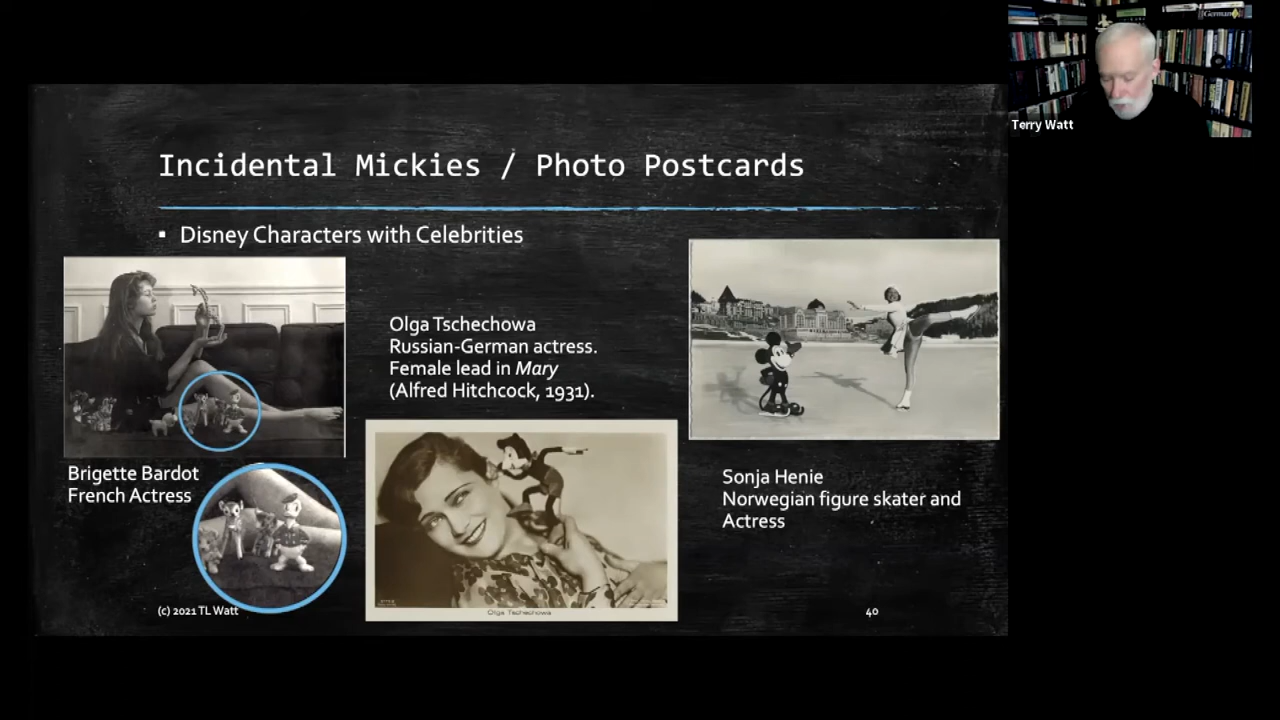 Incidental Mickies / Photo Postcards
▪ Disney Characters with Celebrities
Olga Tschechowa
Russian-German actress.
Female lead in Mary
(Alfred Hitchcock, 1931).
Brigette Bardot
French Actress
Sonja Henie
Norwegian figure skater and
Actress
Olga Tschechowa
(c) 2021 TL Watt
40
Terry Watt
German